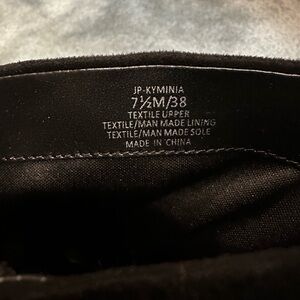 JP-KYMINIA
7½M/38
TEXTILE UPPER
TEXTILE/MAN MADE LINING
TEXTILE/MAN MADE SOLE
MADE IN CHINA